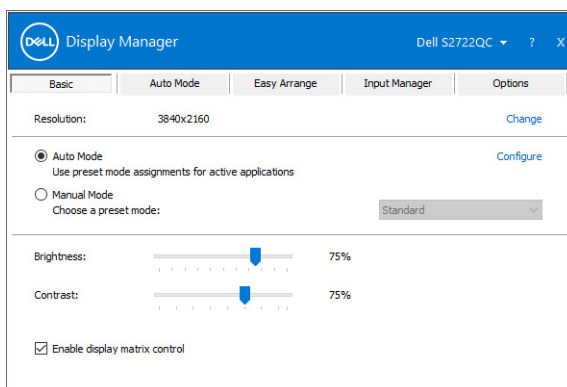 DELL Display Manager Dell S2722QC ? X
Basic Auto Mode Easy Arrange Input Manager Options
Resolution: 3840x2160 Change
Auto Mode Configure
Use preset mode assignments for active applications
Manual Mode
Choose a preset mode: Standard
Brightness: 75%
Contrast: 75%
Enable display matrix control